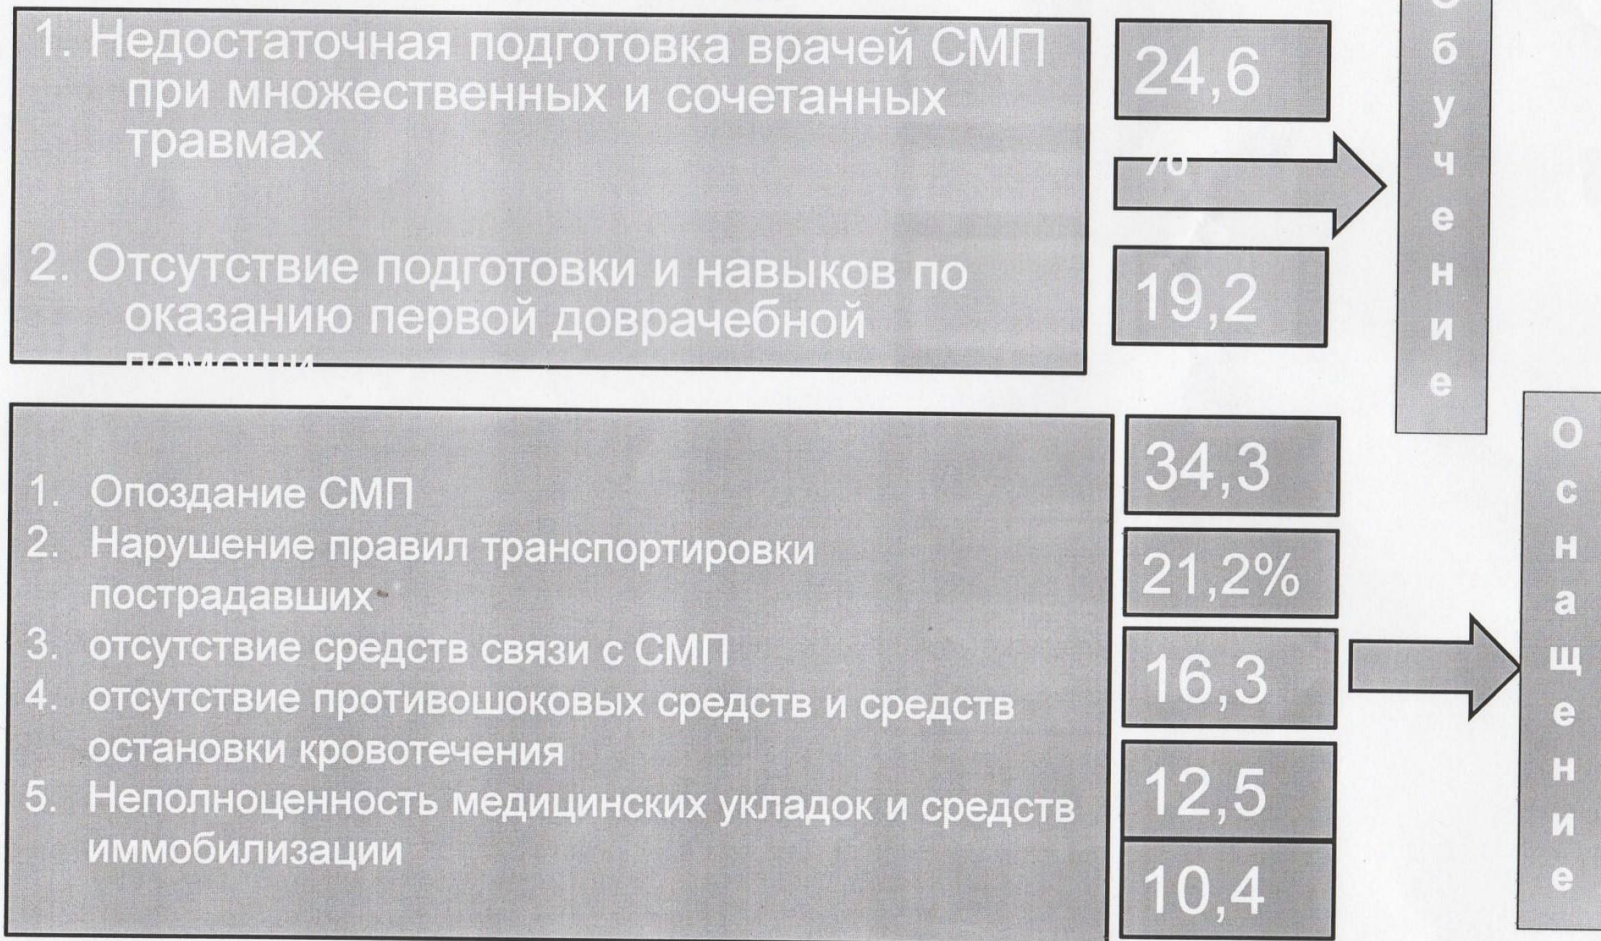 1. Недостаточная подготовка врачей СМП
при множественных и сочетанных
травмах
2. Отсутствие подготовки и навыков по
оказанию первой доврачебной
помощи
24,6
%
19,2
Обучение
1. Опоздание СМП
2. Нарушение правил транспортировки
пострадавших
3. отсутствие средств связи с СМП
4. отсутствие противошоковых средств и средств
остановки кровотечения
5. Неполноценность медицинских укладок и средств
иммобилизации
34,3
21,2%
16,3
12,5
10,4
Оснащение